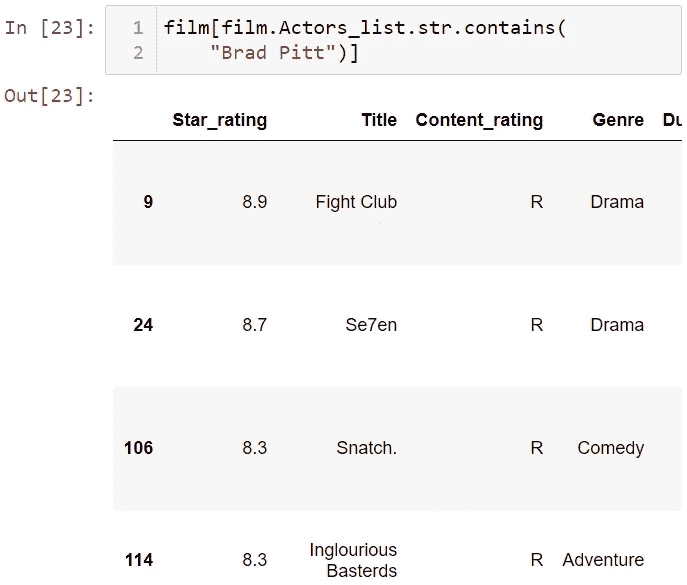 In [23]: 1 film[film.Actors_list.str.contains(
2 "Brad Pitt")]
Out[23]:
Star_rating Title Content_rating Genre Du
9 8.9 Fight Club R Drama
24 8.7 Se7en R Drama
106 8.3 Snatch. R Comedy
114 8.3 Inglourious Basterds R Adventure